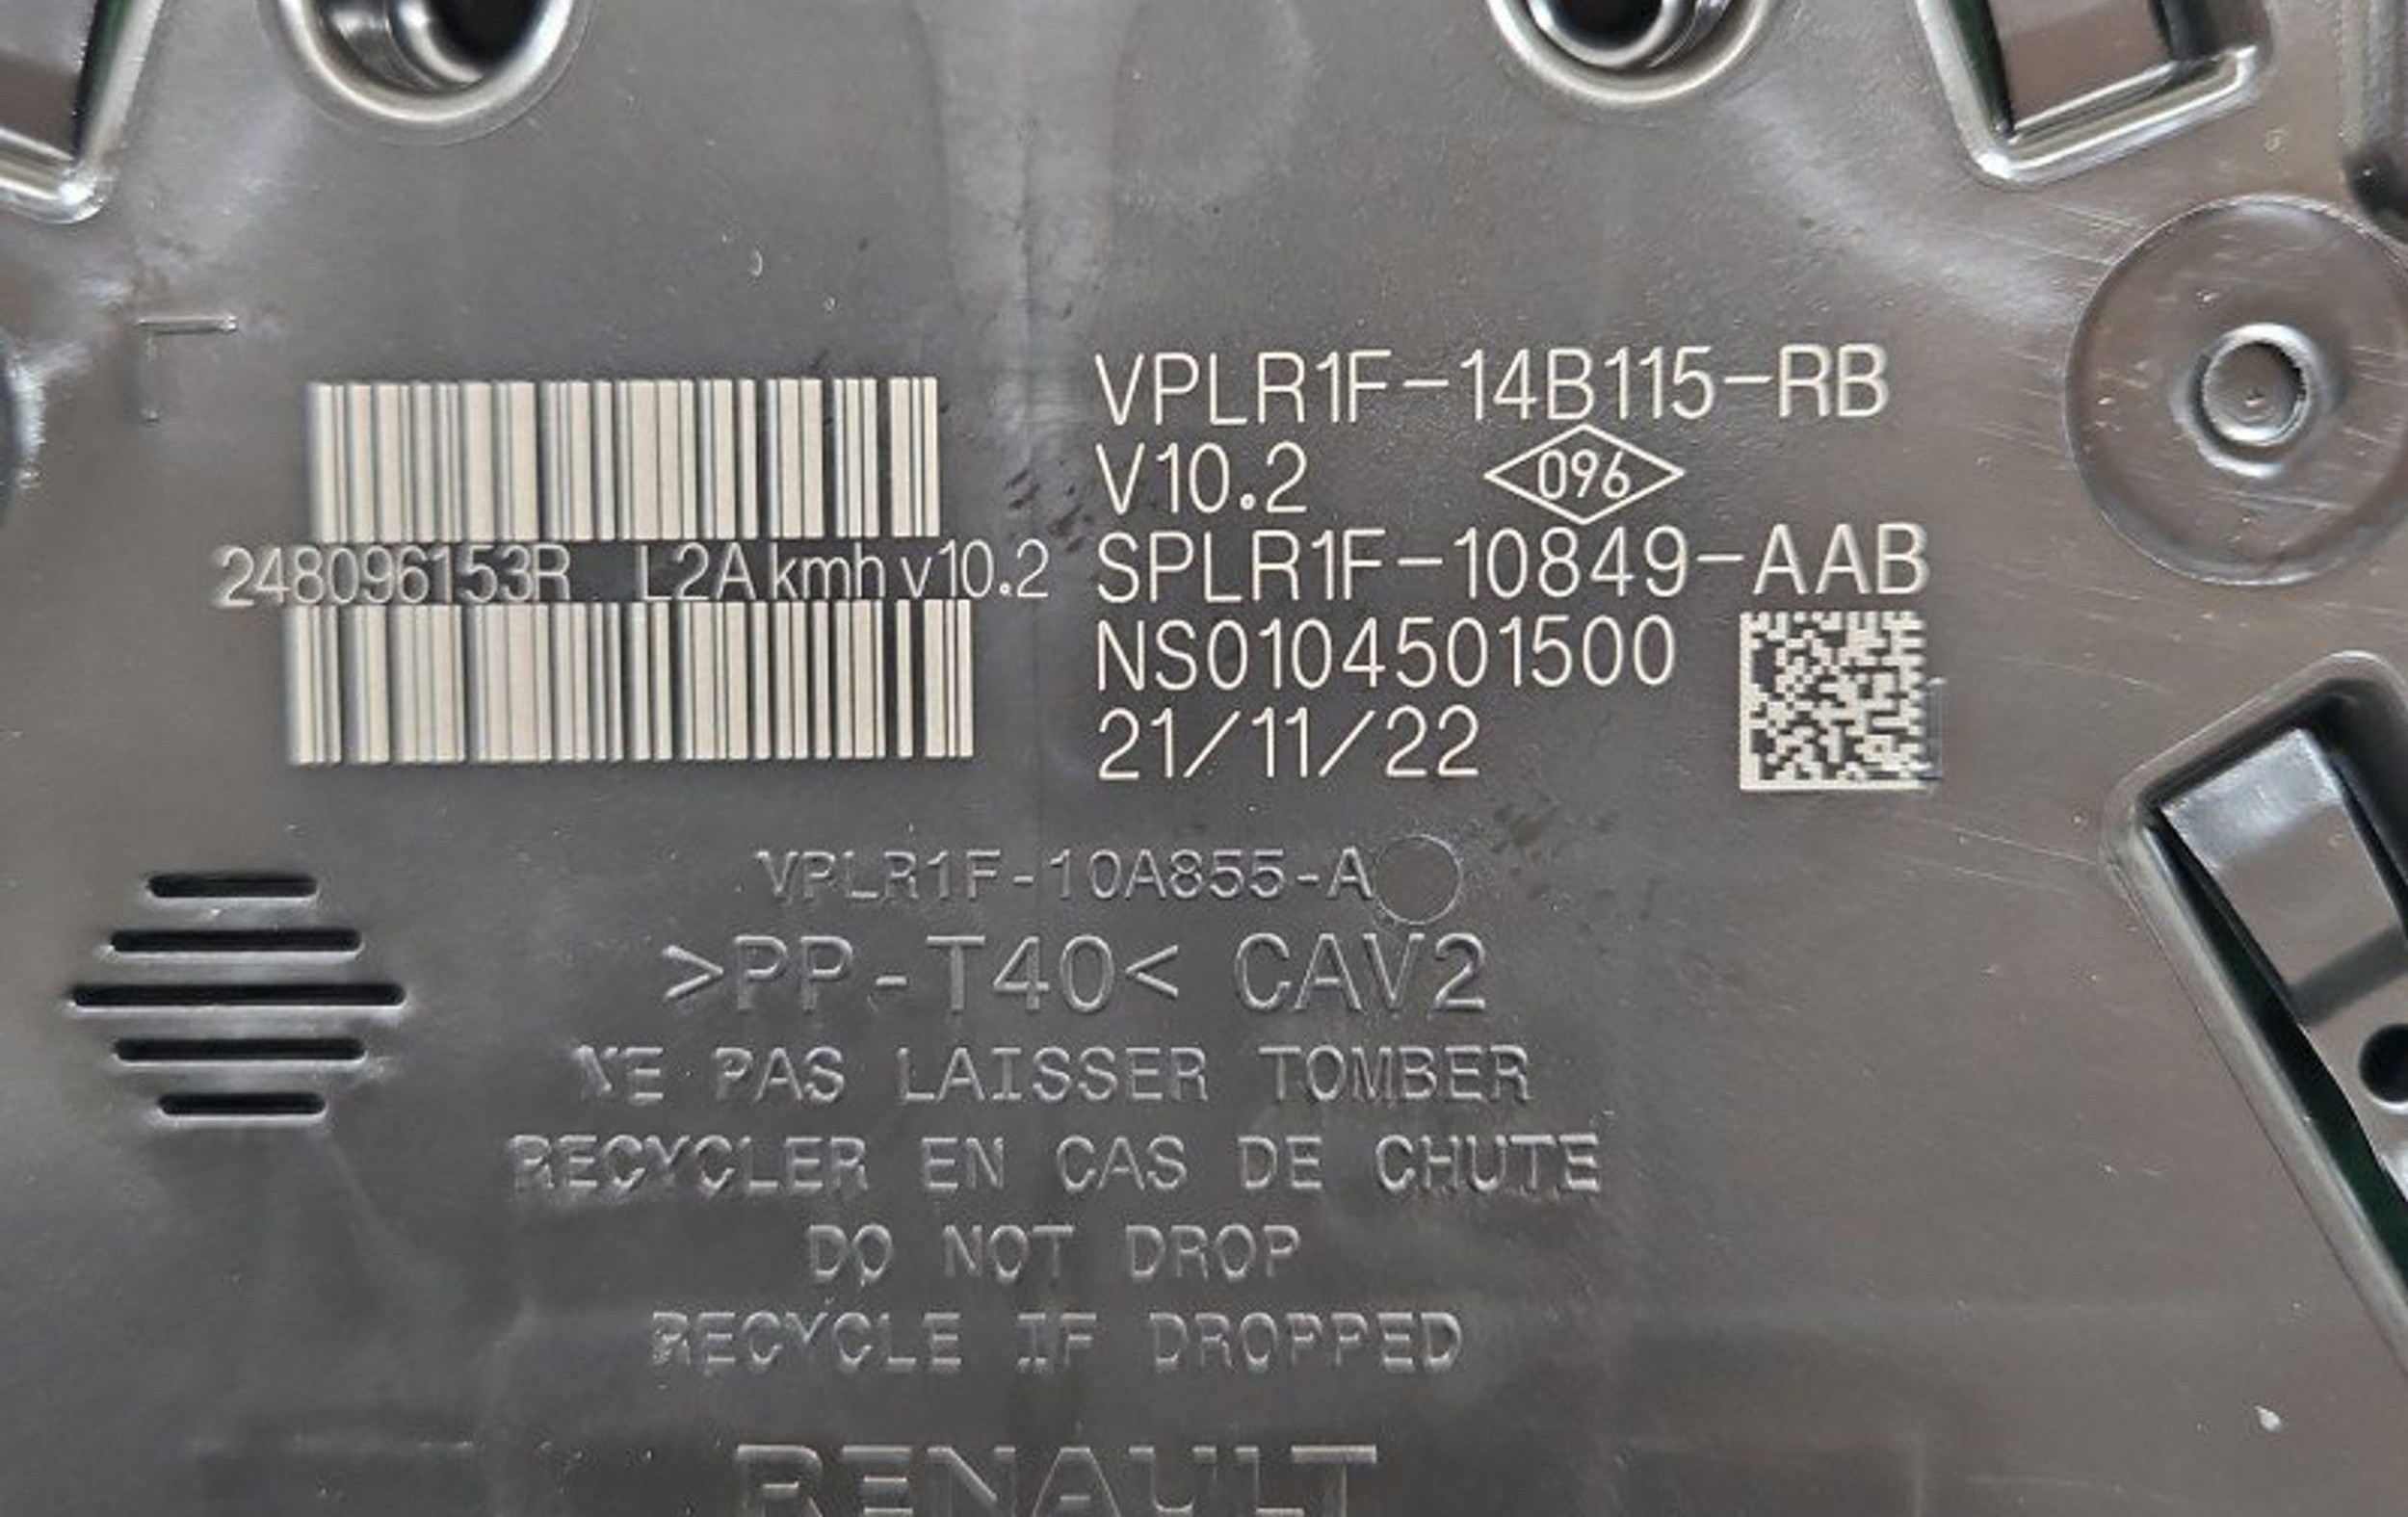 248096153R L2A kmh v10.2
VPLR1F-14B115-RB
V10.2 096
SPLR1F-10849-AAB
NS0104501500
21/11/22
VPLR1F-10A855-A
>PP-T40< CAV2
NE PAS LAISSER TOMBER
RECYCLER EN CAS DE CHUTE
DO NOT DROP
RECYCLE IF DROPPED
RENAULT